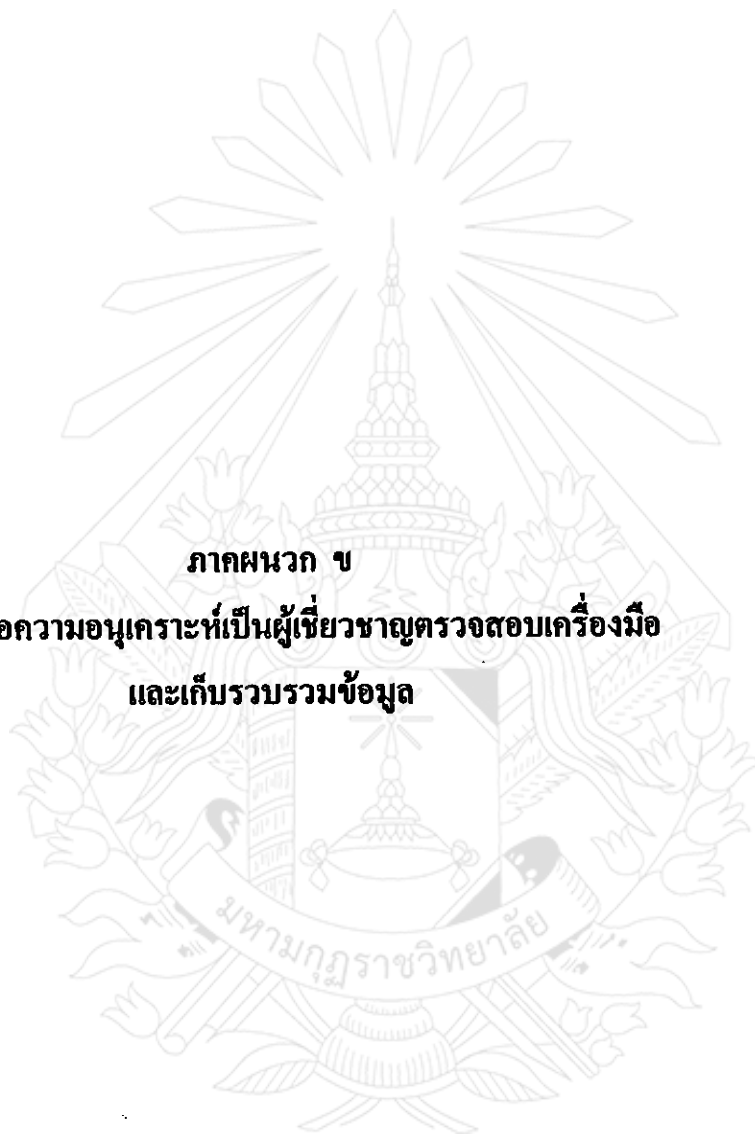 ภาคผนวก ข
อความอนุเคราะห์เป็นผู้เชี่ยวชาญตรวจสอบเครื่องมือ
และเก็บรวบรวมข้อมูล
มหามกุฏราชวิทยาลัย